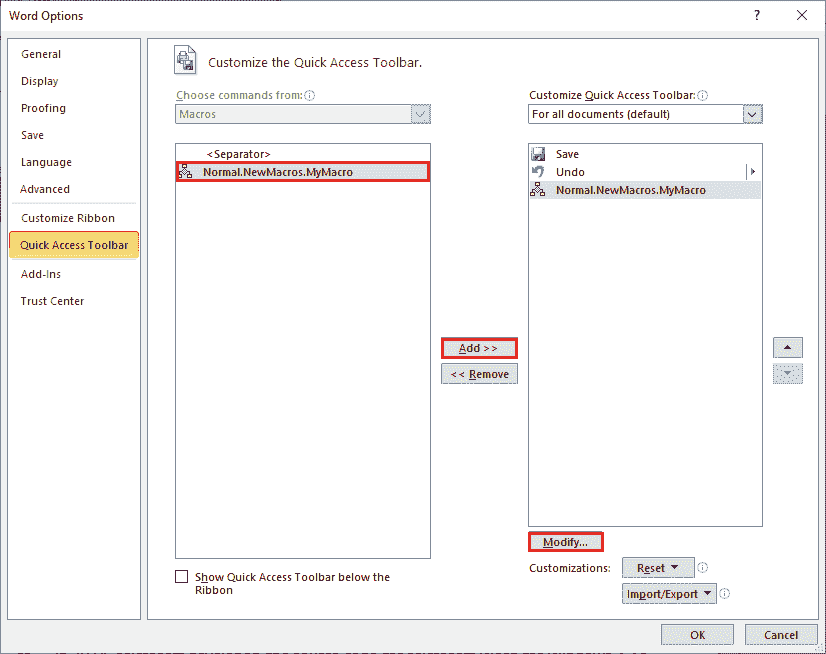 Word Options
?
General
Display
Proofing
Save
Language
Advanced
Customize Ribbon
Quick Access Toolbar
Add-Ins
Trust Center
Customize the Quick Access Toolbar.
Choose commands from:
Macros
<Separator>
Normal.NewMacros.MyMacro
Show Quick Access Toolbar below the
Ribbon
Add >>
<< Remove
Customize Quick Access Toolbar:
For all documents (default)
Save
Undo
Normal.NewMacros.MyMacro
Modify...
Customizations:
Reset
Import/Export
OK
Cancel